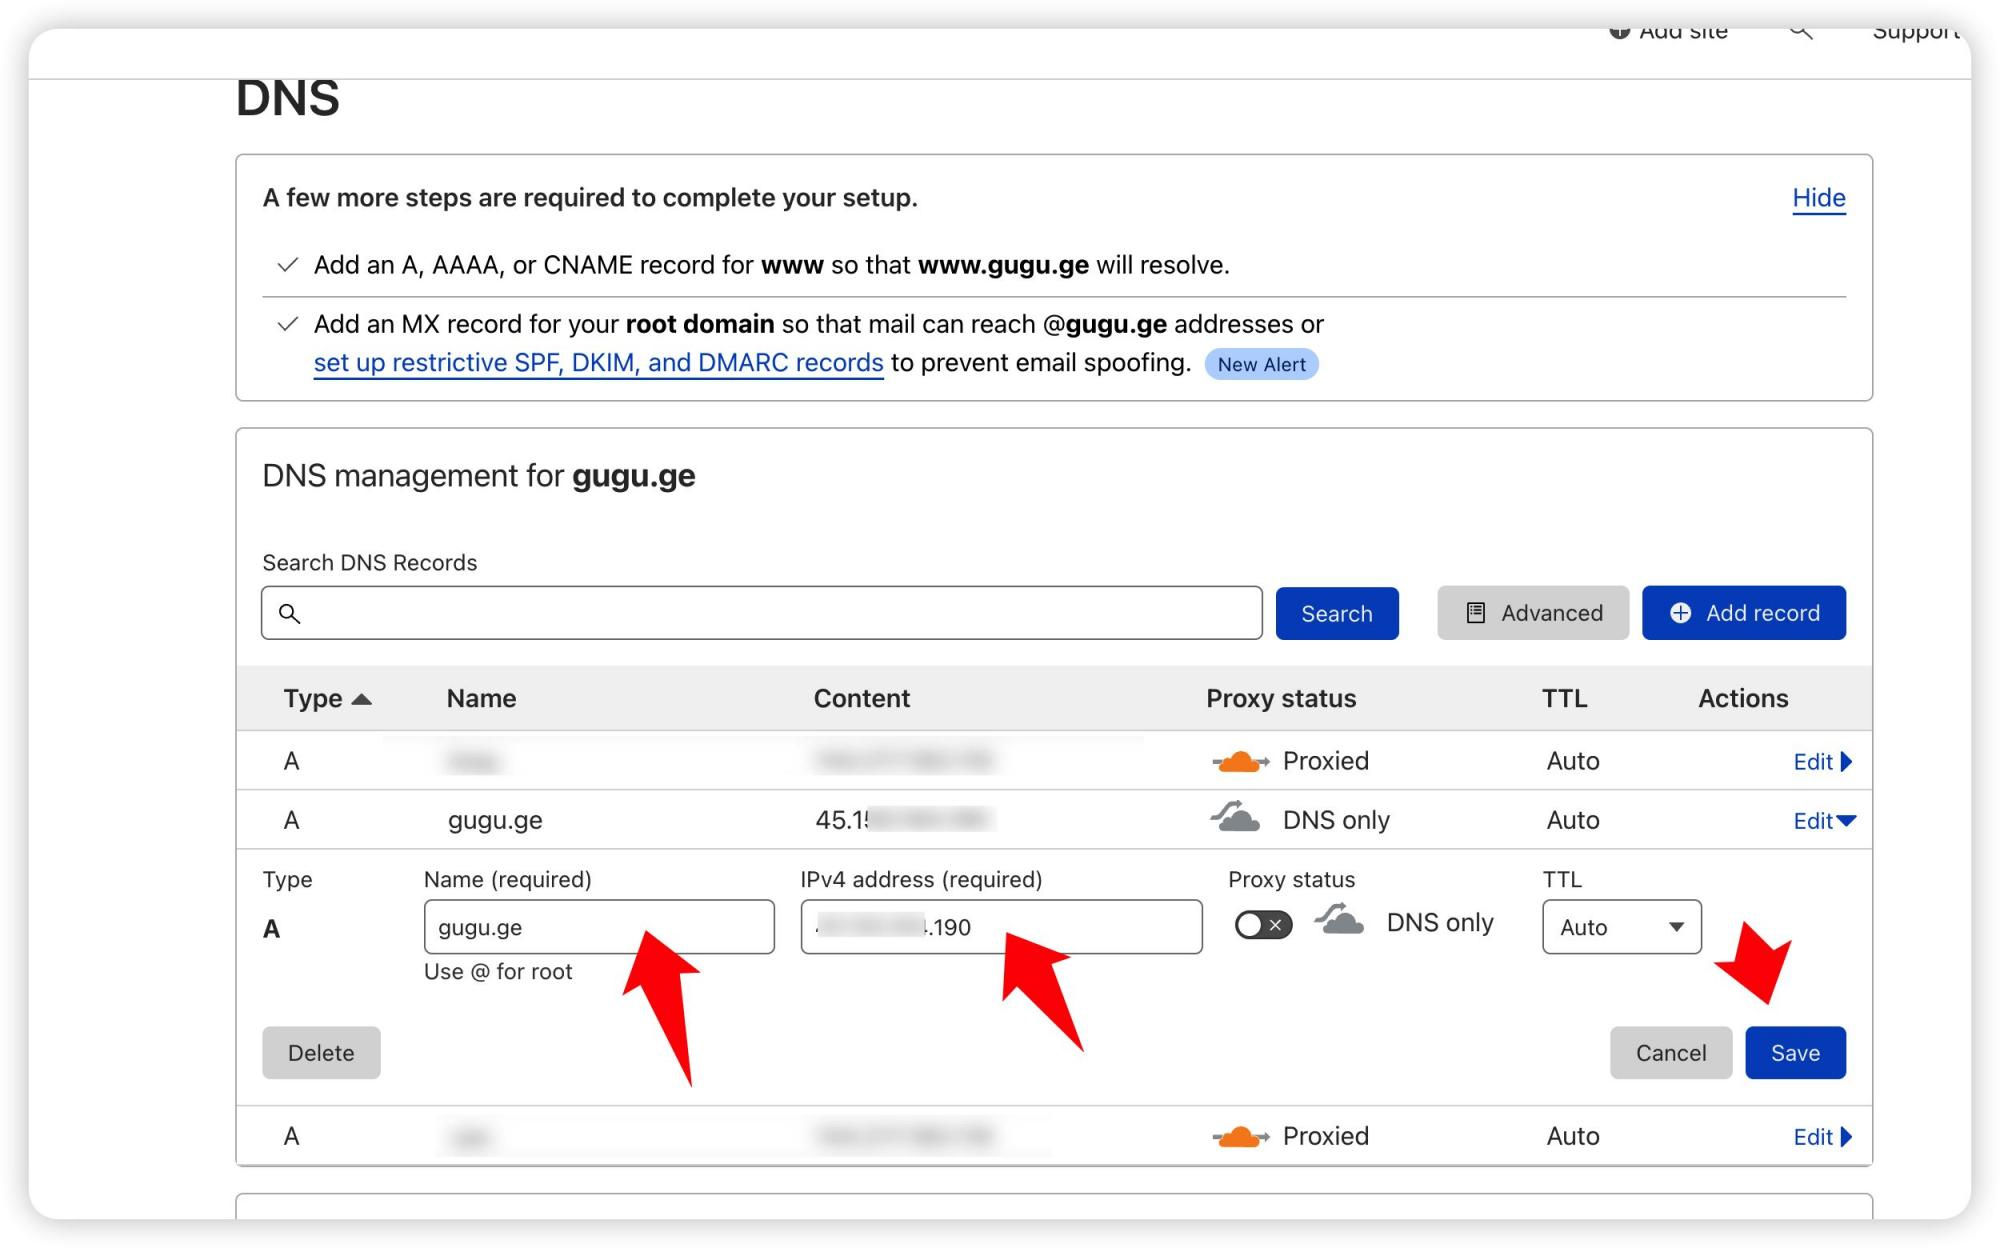 Add site
Support
DNS
A few more steps are required to complete your setup.
Hide
Add an A, AAAA, or CNAME record for www so that www.gugu.ge will resolve.
Add an MX record for your root domain so that mail can reach @gugu.ge addresses or
set up restrictive SPF, DKIM, and DMARC records to prevent email spoofing. New Alert
DNS management for gugu.ge
Search DNS Records
Search Advanced Add record
Type Name Content Proxy status TTL Actions
A Proxied Auto Edit
A gugu.ge 45.1 DNS only Auto Edit
Type Name (required) IPv4 address (required) Proxy status TTL
A gugu.ge .190 DNS only Auto
Use @ for root
Delete Cancel Save
A Proxied Auto Edit